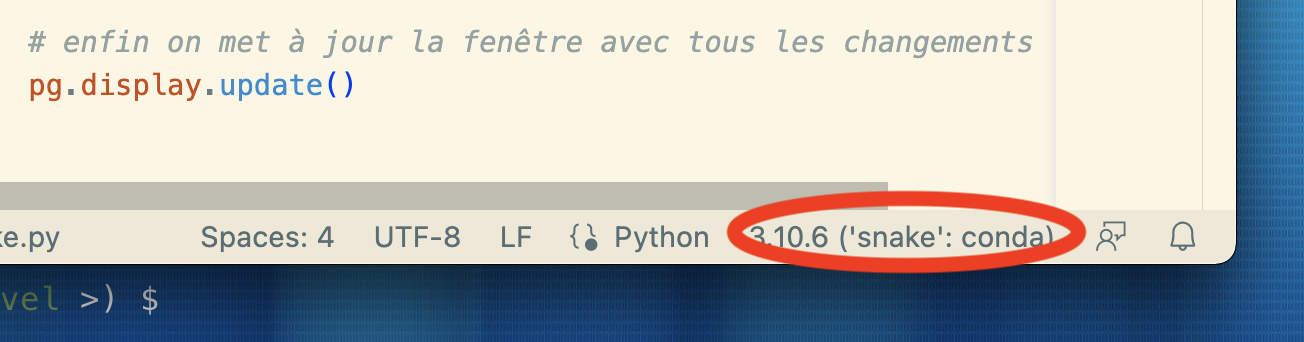 # enfin on met à jour la fenêtre avec tous les changements
pg.display.update()
ke.py Spaces: 4 UTF-8 LF {} Python 3.10.6 ('snake': conda)
vel >) $